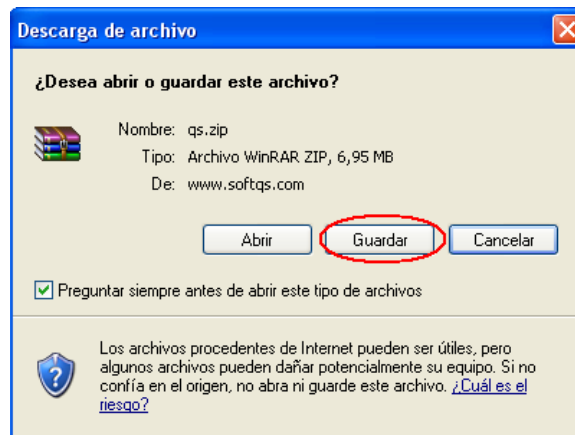 Descarga de archivo
¿Desea abrir o guardar este archivo?
Nombre: qs.zip
Tipo: Archivo WinRAR ZIP, 6,95 MB
De: www.softqs.com
Abrir Guardar Cancelar
Preguntar siempre antes de abrir este tipo de archivos
Los archivos procedentes de Internet pueden ser útiles, pero
algunos archivos pueden dañar potencialmente su equipo. Si no
confía en el origen, no abra ni guarde este archivo. ¿Cuál es el
riesgo?